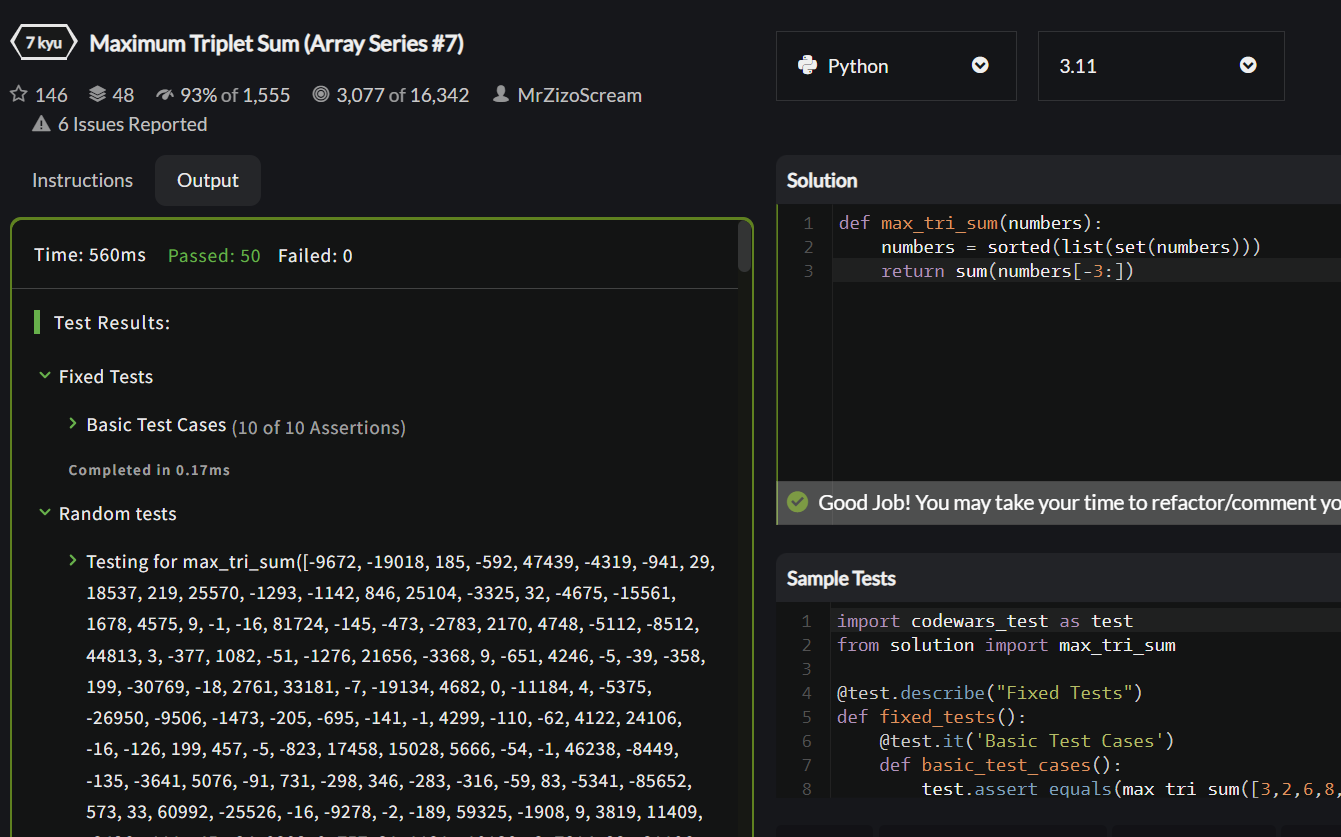 7 kyu Maximum Triplet Sum (Array Series #7)
146 48 93% of 1,555 3,077 of 16,342 MrZizoScream
6 Issues Reported
Instructions Output
Time: 560ms Passed: 50 Failed: 0
Test Results:
Fixed Tests
Basic Test Cases (10 of 10 Assertions)
Completed in 0.17ms
Random tests
Testing for max_tri_sum([-9672, -19018, 185, -592, 47439, -4319, -941, 29,
18537, 219, 25570, -1293, -1142, 846, 25104, -3325, 32, -4675, -15561,
1678, 4575, 9, -1, -16, 81724, -145, -473, -2783, 2170, 4748, -5112, -8512,
44813, 3, -377, 1082, -51, -1276, 21656, -3368, 9, -651, 4246, -5, -39, -358,
199, -30769, -18, 2761, 33181, -7, -19134, 4682, 0, -11184, 4, -5375,
-26950, -9506, -1473, -205, -695, -141, -1, 4299, -110, -62, 4122, 24106,
-16, -126, 199, 457, -5, -823, 17458, 15028, 5666, -54, -1, 46238, -8449,
-135, -3641, 5076, -91, 731, -298, 346, -283, -316, -59, 83, -5341, -85652,
573, 33, 60992, -25526, -16, -9278, -2, -189, 59325, -1908, 9, 3819, 11409,
Python 3.11
Solution
1 def max_tri_sum(numbers):
2 numbers = sorted(list(set(numbers)))
3 return sum(numbers[-3:])
Good Job! You may take your time to refactor/comment yo
Sample Tests
1 import codewars_test as test
2 from solution import max_tri_sum
3
4 @test.describe("Fixed Tests")
5 def fixed_tests():
6 @test.it('Basic Test Cases')
7 def basic_test_cases():
8 test.assert_equals(max_tri_sum([3,2,6,8,